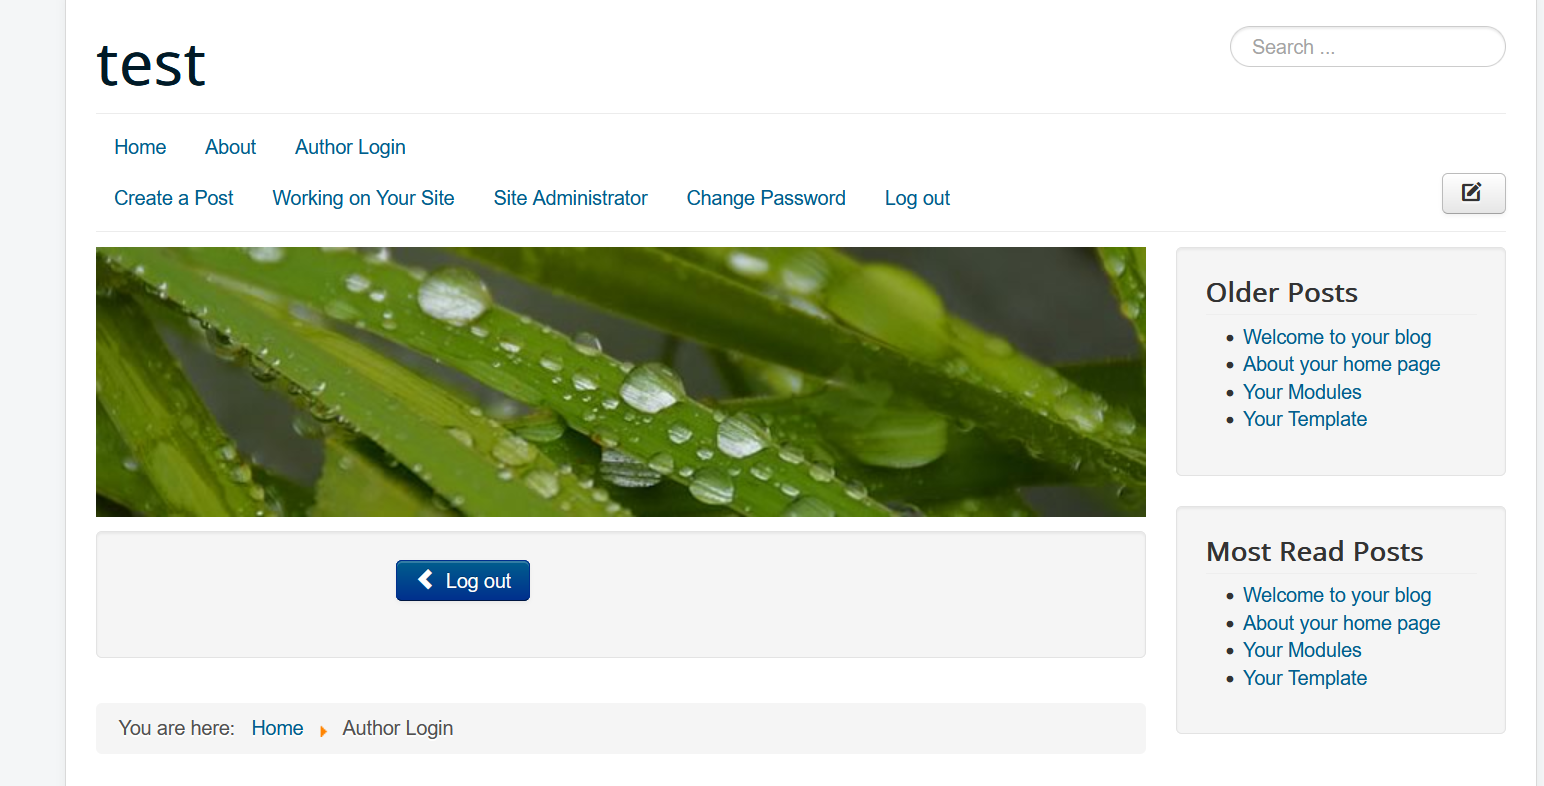 test
Search ...
Home About Author Login
Create a Post Working on Your Site Site Administrator Change Password Log out
Older Posts
Welcome to your blog
About your home page
Your Modules
Your Template
Log out
Most Read Posts
Welcome to your blog
About your home page
Your Modules
Your Template
You are here: Home Author Login